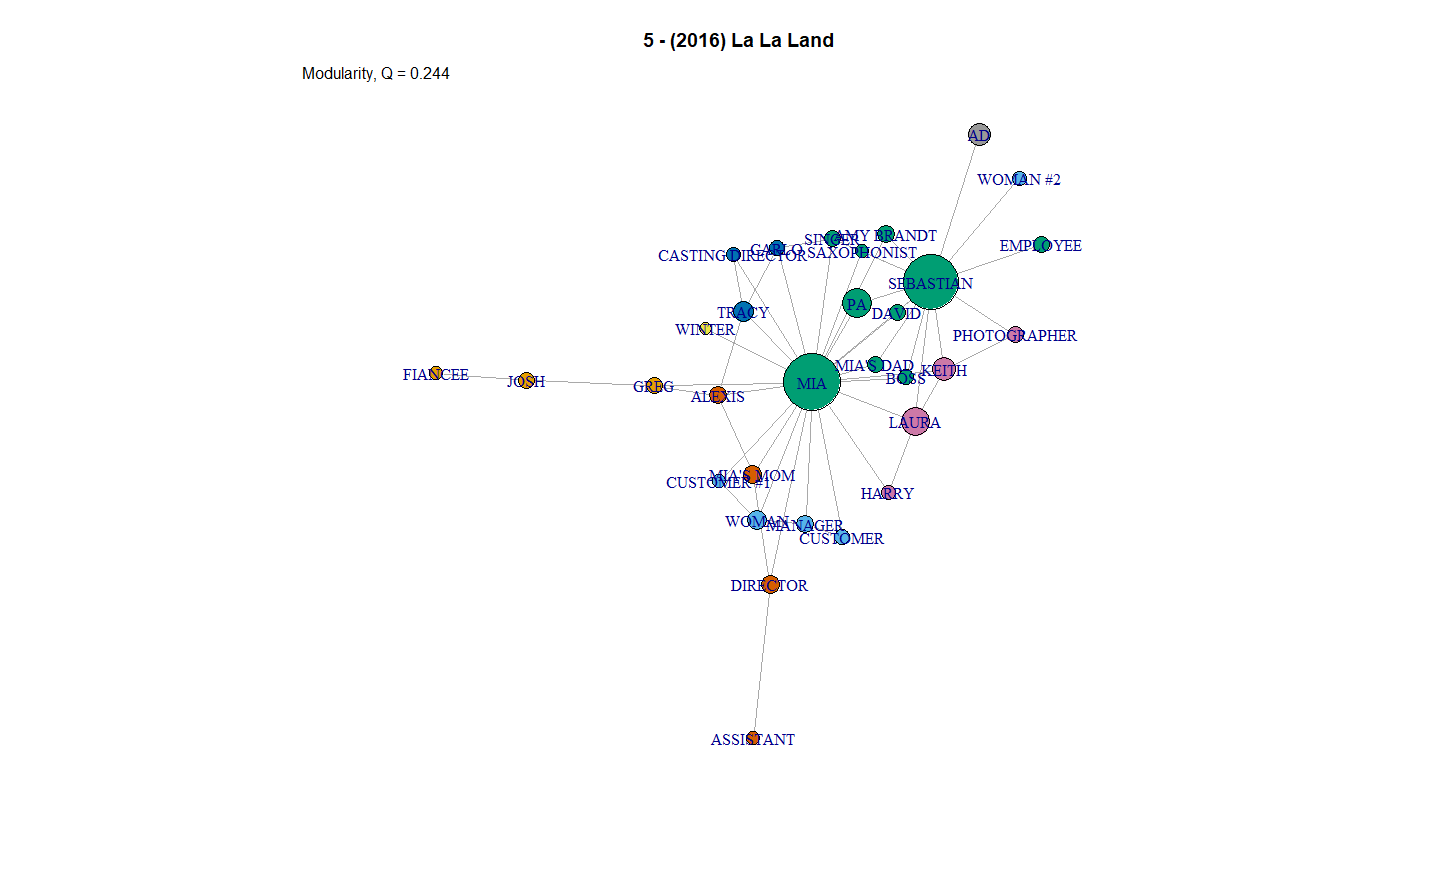 5 - (2016) La La Land
Modularity, Q = 0.244
AD
WOMAN #2
SINGER
AMY BRANDT
EMPLOYEE
CASTING DIRECTOR
CARLO
SAXOPHONIST
SEBASTIAN
PA
TRACY
DAVID
WINTER
PHOTOGRAPHER
MIA'S DAD
FIANCEE
JOSH
GREG
ALEXIS
MIA
BOSS
KEITH
LAURA
MIA'S MOM
CUSTOMER #1
HARRY
WOMAN
MANAGER
CUSTOMER
DIRECTOR
ASSISTANT